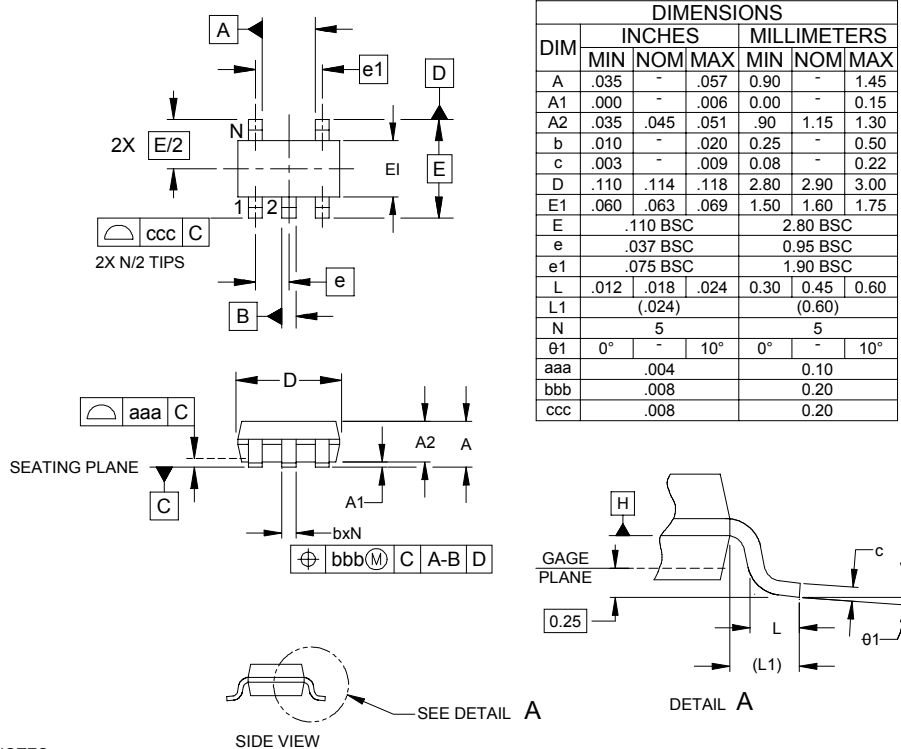 A
e1
D
N
2X E/2
EI
E
1 2
ccc C
2X N/2 TIPS
e
B
D
aaa C
A2 A
SEATING PLANE
C
A1
bxN
bbb Ⓜ C A-B D
SIDE VIEW
SEE DETAIL A
DIMENSIONS
DIM INCHES MILLIMETERS
MIN NOM MAX MIN NOM MAX
A .035 - .057 0.90 - 1.45
A1 .000 - .006 0.00 - 0.15
A2 .035 .045 .051 .90 1.15 1.30
b .010 - .020 0.25 - 0.50
c .003 - .009 0.08 - 0.22
D .110 .114 .118 2.80 2.90 3.00
E1 .060 .063 .069 1.50 1.60 1.75
E .110 BSC 2.80 BSC
e .037 BSC 0.95 BSC
e1 .075 BSC 1.90 BSC
L .012 .018 .024 0.30 0.45 0.60
L1 (.024) (0.60)
N 5 5
θ1 0° - 10° 0° - 10°
aaa .004 0.10
bbb .008 0.20
ccc .008 0.20
H
GAGE
PLANE
0.25
c
L
θ1
(L1)
DETAIL A